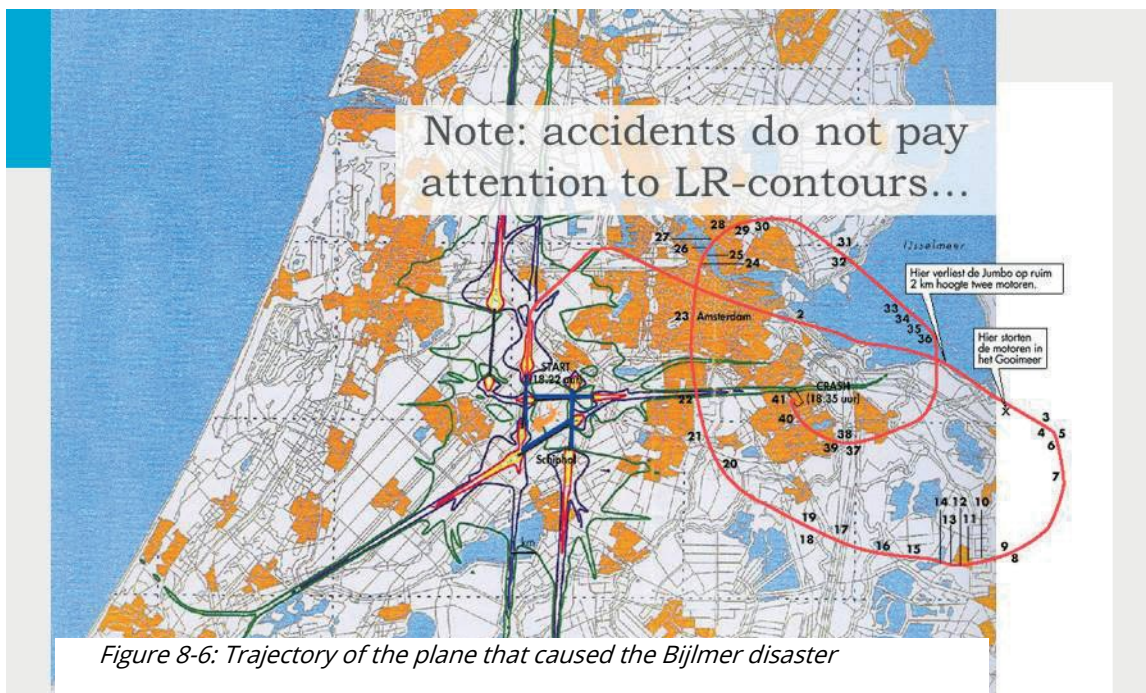 Note: accidents do not pay
attention to LR-contours...
28
29
30
27
26
25
24
31
32
IJsselmeer
Hier verliest de Jumbo op ruim
2 km hoogte twee motoren.
33
34
35
36
Hier storten
de motoren in
het Gooimeer
23
Amsterdam
2
START
(18.22 uur)
CRASH
(18.35 uur)
22
41
40
X
3
4
5
6
21
38
39
37
Schiphol
20
7
14
12
10
13
11
19
18
17
16
15
9
8
km
Figure 8-6: Trajectory of the plane that caused the Bijlmer disaster